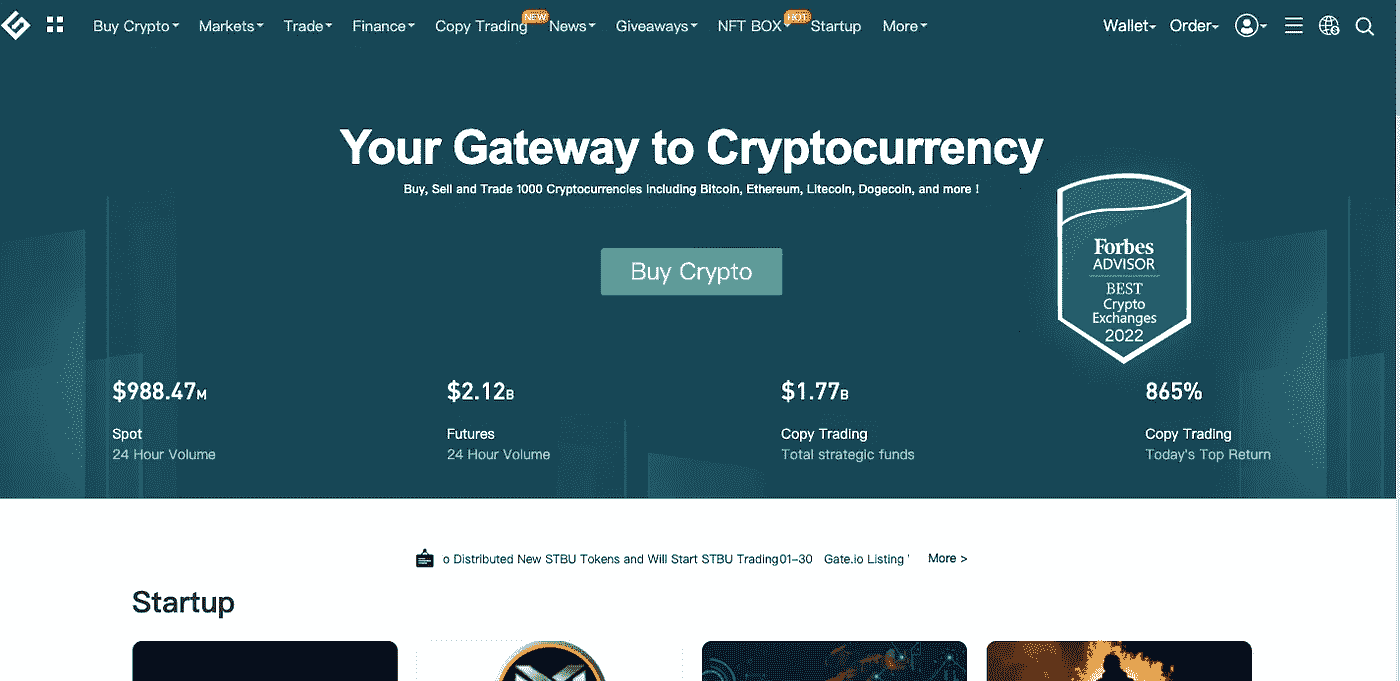 Buy Crypto Markets Trade Finance Copy Trading NEW News Giveaways NFT BOX HOT Startup More Wallet Order
Your Gateway to Cryptocurrency
Buy, Sell and Trade 1000 Cryptocurrencies including Bitcoin, Ethereum, Litecoin, Dogecoin, and more !
Forbes
ADVISOR
BEST
Crypto
Exchanges
2022
Buy Crypto
$988.47M $2.12B $1.77B 865%
Spot Futures Copy Trading Copy Trading
24 Hour Volume 24 Hour Volume Total strategic funds Today's Top Return
o Distributed New STBU Tokens and Will Start STBU Trading01-30 Gate.io Listing ' More >
Startup